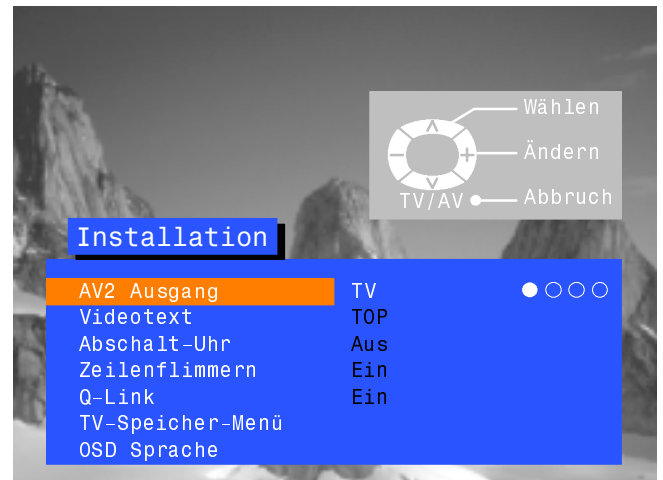 Wählen
Ändern
TV/AV Abbruch
Installation
AV2 Ausgang TV
Videotext TOP
Abschalt-Uhr Aus
Zeilenflimmern Ein
Q-Link Ein
TV-Speicher-Menü
OSD Sprache